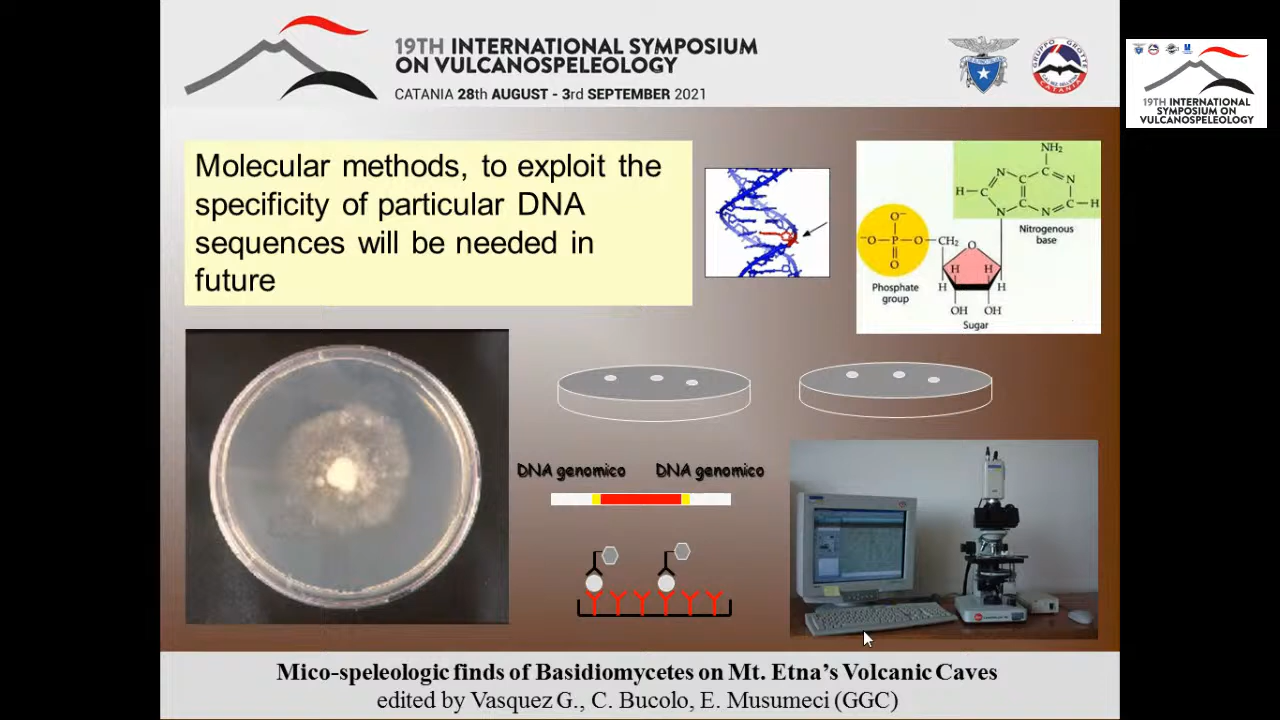 19TH INTERNATIONAL SYMPOSIUM
ON VULCANOSPELEOLOGY
CATANIA 28th AUGUST - 3rd SEPTEMBER 2021
GRUPPO GROTTE
CATANIA
19TH INTERNATIONAL
SYMPOSIUM ON
VULCANOSPELEOLOGY
Molecular methods, to exploit the
specificity of particular DNA
sequences will be needed in
future
NH₂
N
C
N
H
C
C
C
H
N
N
Nitrogenous
base
O⁻
⁻O P O CH₂
O
O
H
H
H
H
OH
OH
Phosphate
group
Sugar
DNA genomico
DNA genomico
Mico-speleologic finds of Basidiomycetes on Mt. Etna's Volcanic Caves
edited by Vasquez G., C. Bucolo, E. Musumeci (GGC)